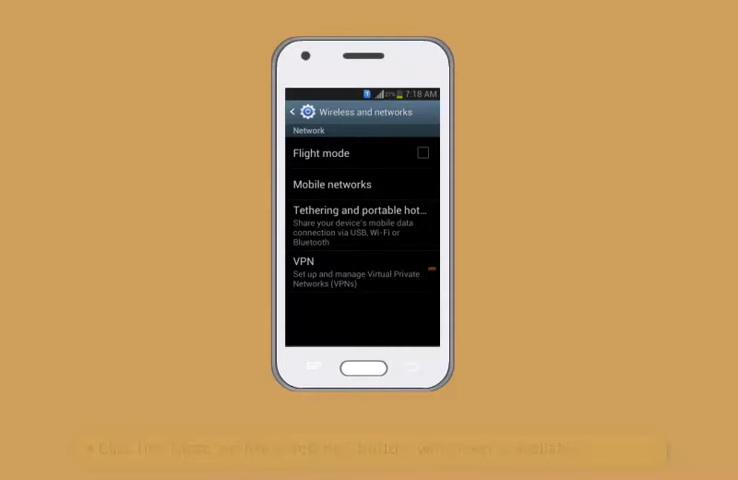 27% 7:18 AM
Wireless and networks
Network
Flight mode
Mobile networks
Tethering and portable hot...
Share your device's mobile data
connection via USB, Wi-Fi or
Bluetooth
VPN
Set up and manage Virtual Private
Networks (VPNs)